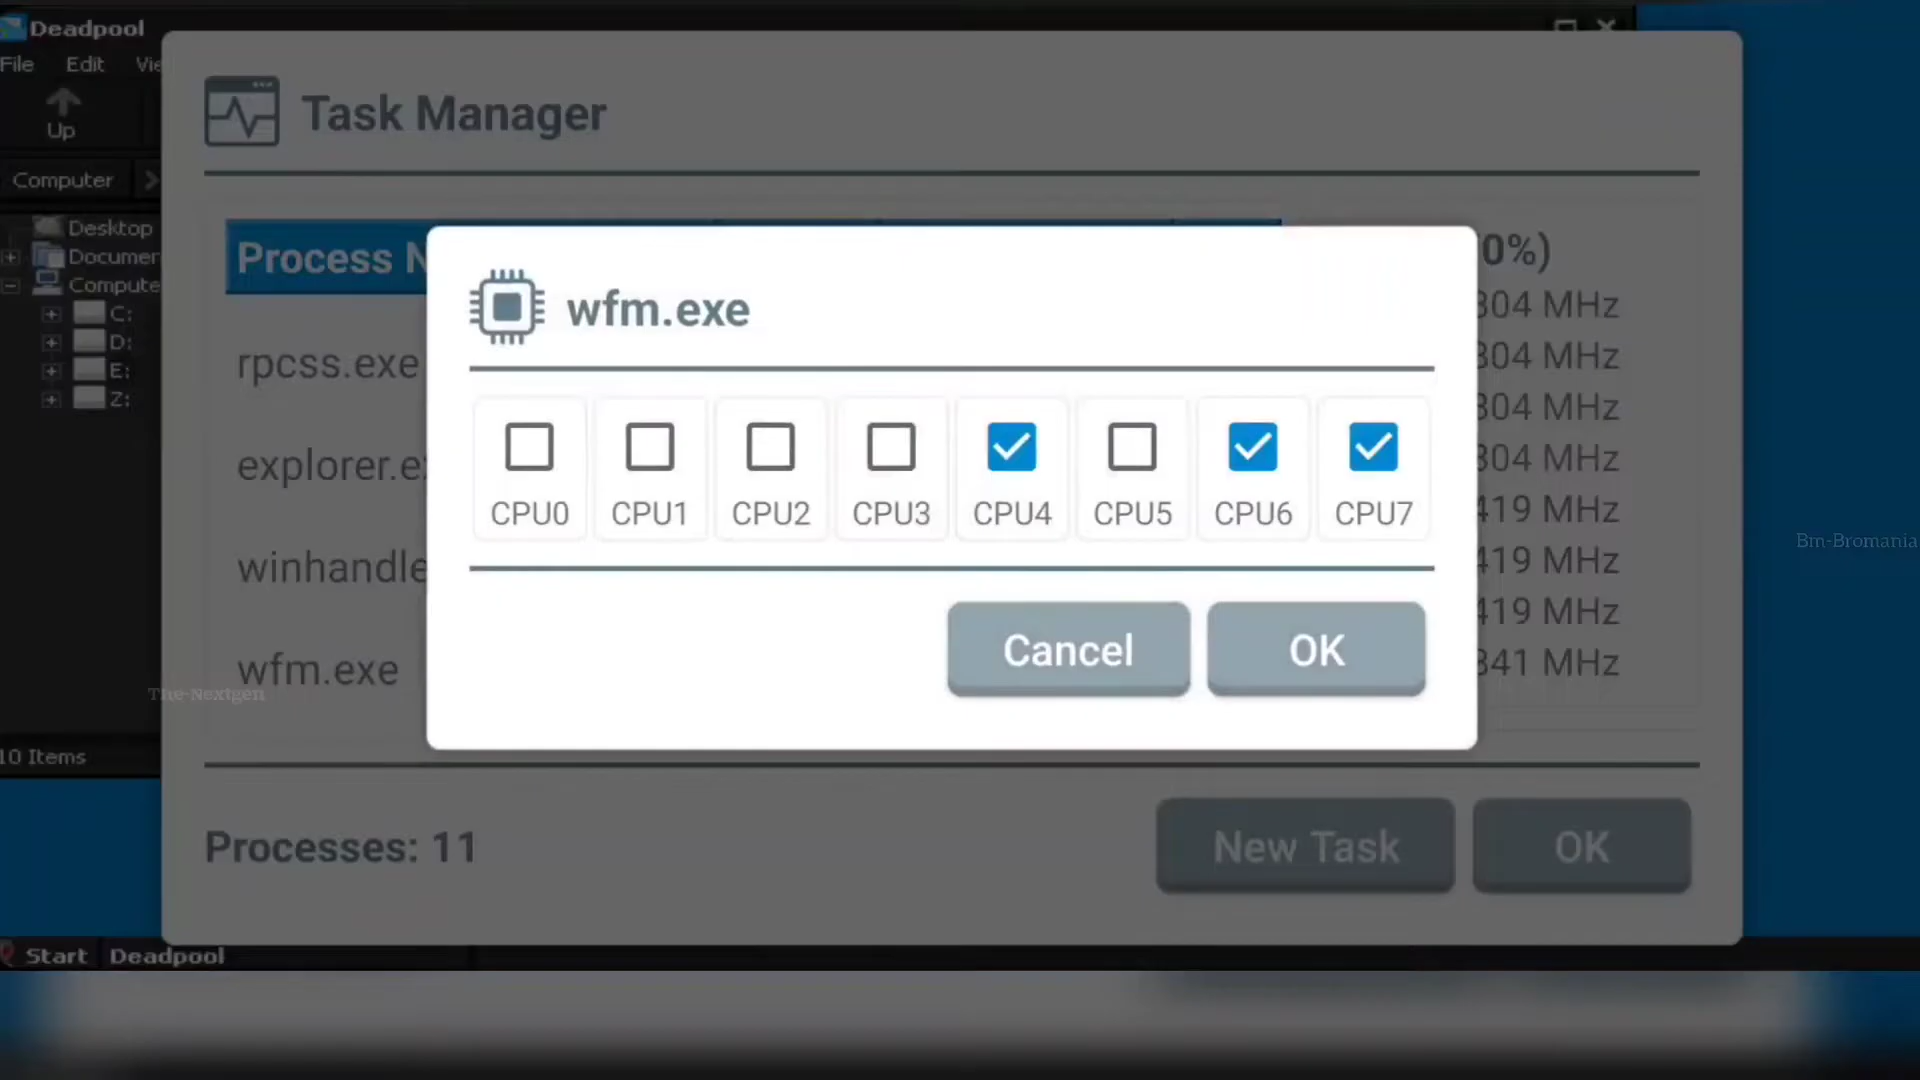 Deadpool
File Edit Vie
Up
Computer
Desktop
Documen
Compute
C:
D:
E:
Z:
10 Items
Start Deadpool
Task Manager
Process N
rpcss.exe
explorer.e
winhandle
wfm.exe
0%)
304 MHz
304 MHz
304 MHz
304 MHz
419 MHz
419 MHz
419 MHz
841 MHz
wfm.exe
CPU0 CPU1 CPU2 CPU3 CPU4 CPU5 CPU6 CPU7
Cancel OK
Processes: 11
New Task OK
The-Nextgen
Bm-Bromania